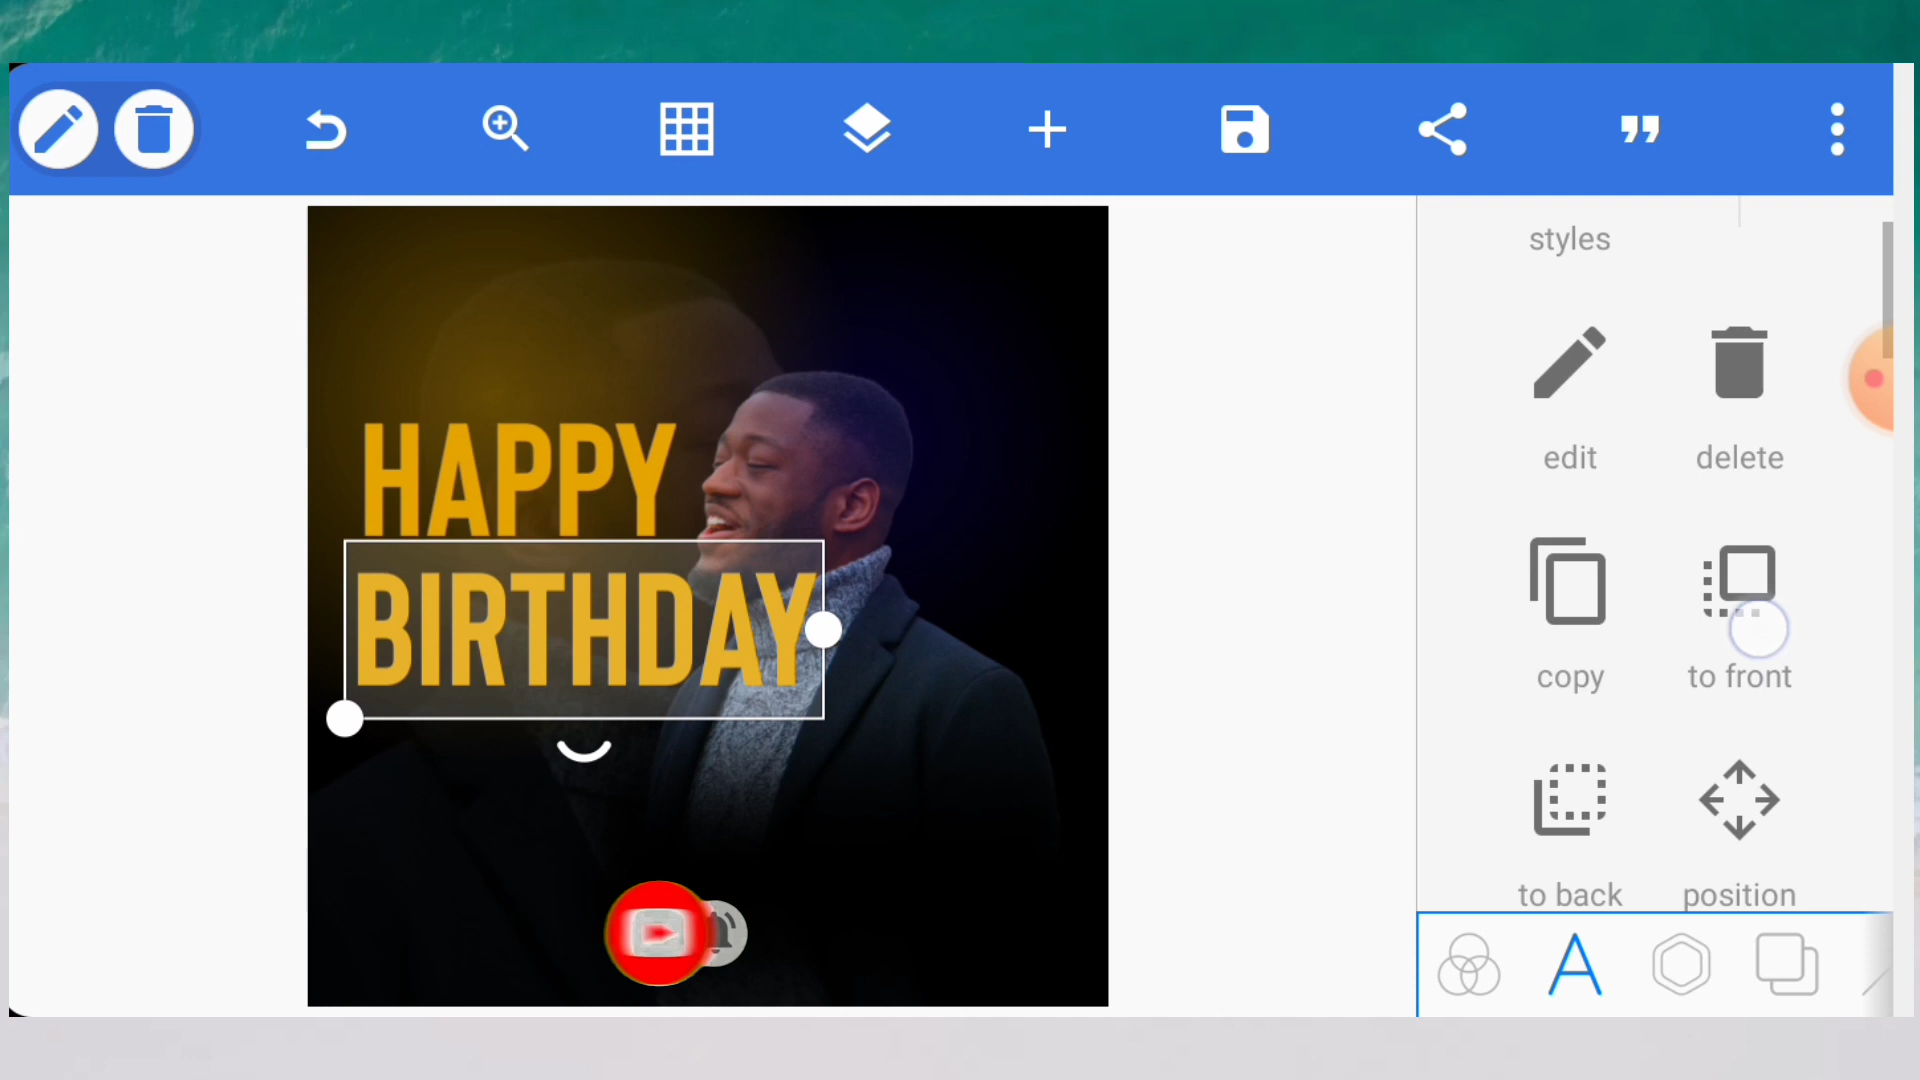 styles
HAPPY
edit
delete
BIRTHDAY
copy
to front
to back
position